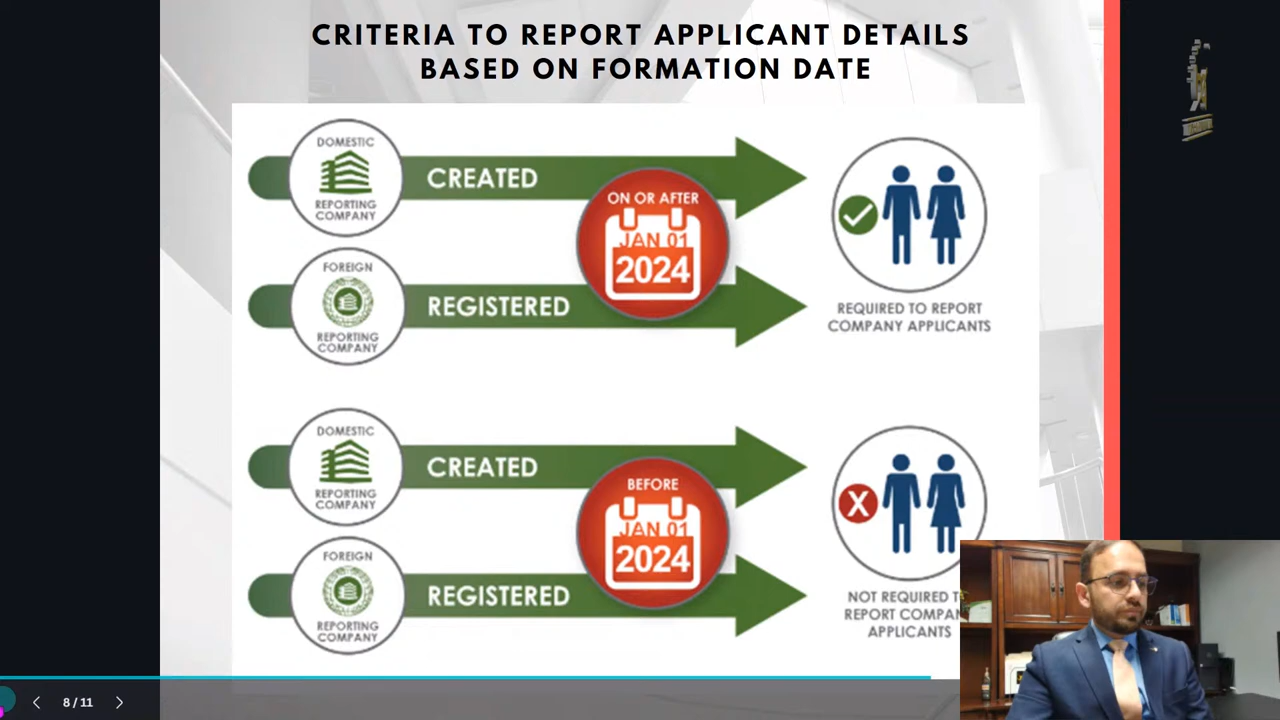 CRITERIA TO REPORT APPLICANT DETAILS
BASED ON FORMATION DATE
DOMESTIC
REPORTING
COMPANY
CREATED
ON OR AFTER
JAN 01
2024
FOREIGN
REPORTING
COMPANY
REGISTERED
REQUIRED TO REPORT
COMPANY APPLICANTS
DOMESTIC
REPORTING
COMPANY
CREATED
BEFORE
JAN 01
2024
X
FOREIGN
REPORTING
COMPANY
REGISTERED
NOT REQUIRED T
REPORT COMPAN
APPLICANTS
8 / 11